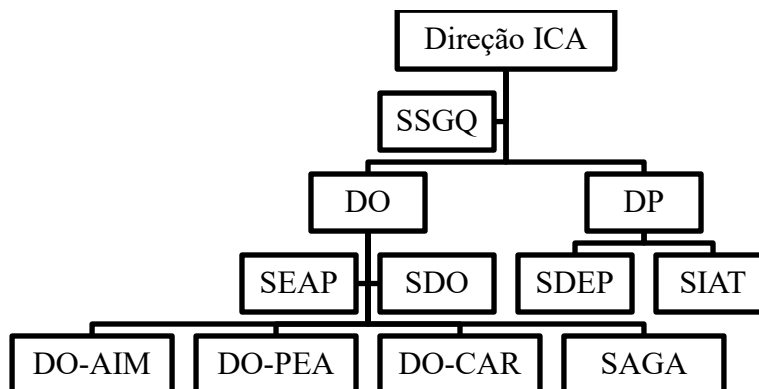 Direção ICA
SSGQ
DO
DP
SEAP
SDO
SDEP
SIAT
DO-AIM
DO-PEA
DO-CAR
SAGA